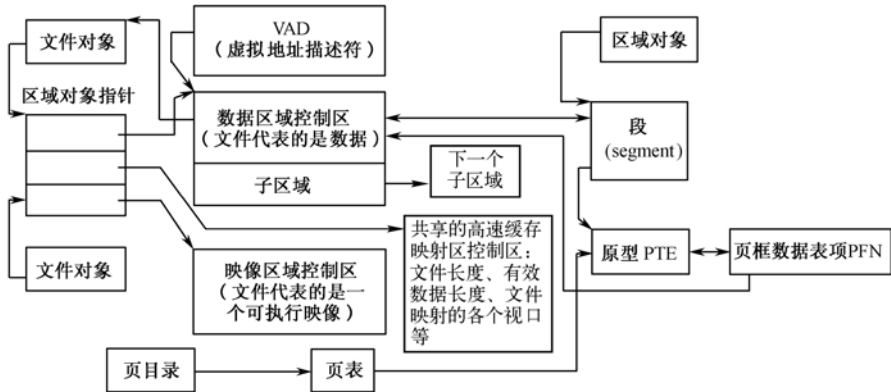 文件对象
VAD
（虚拟地址描述符）
区域对象
区域对象指针
数据区域控制区
（文件代表的是数据）
段
(segment)
子区域
下一个
子区域
共享的高速缓存
映射区控制区：
文件长度、有效
数据长度、文件
映射的各个视口
等
原型 PTE
页框数据表项PFN
文件对象
映像区域控制区
（文件代表的是一
个可执行映像）
页目录
页表